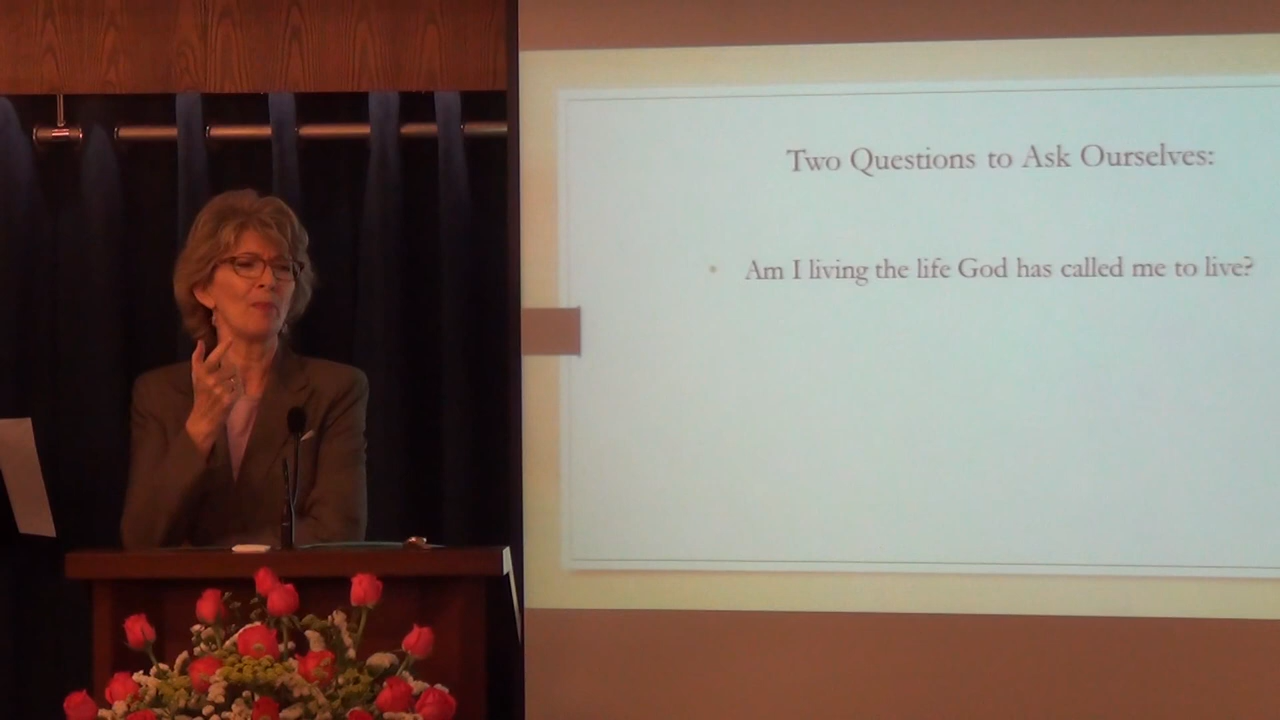 Two Questions to Ask Ourselves:
• Am I living the life God has called me to live?